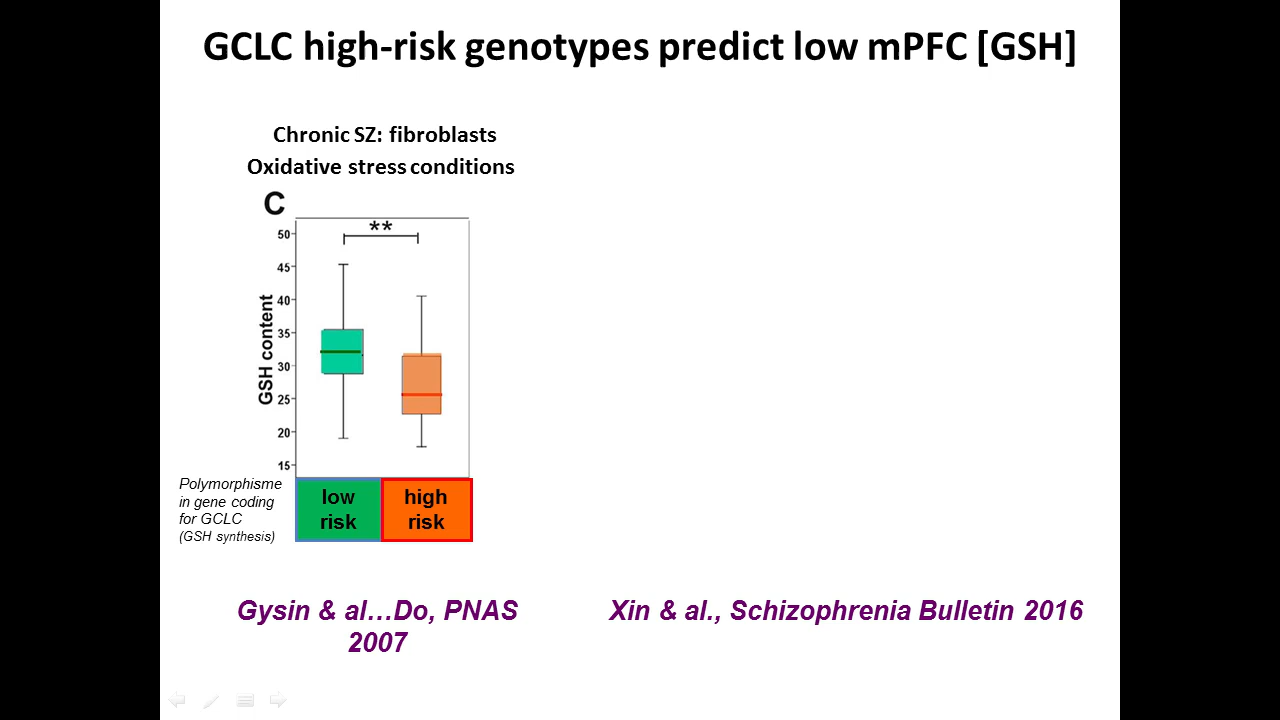 GCLC high-risk genotypes predict low mPFC [GSH]
Chronic SZ: fibroblasts
Oxidative stress conditions
C
**
50
45
40
35
30
25
20
15
GSH content
Polymorphisme
in gene coding
for GCLC
(GSH synthesis)
low
risk
high
risk
Gysin & al…Do, PNAS
2007
Xin & al., Schizophrenia Bulletin 2016